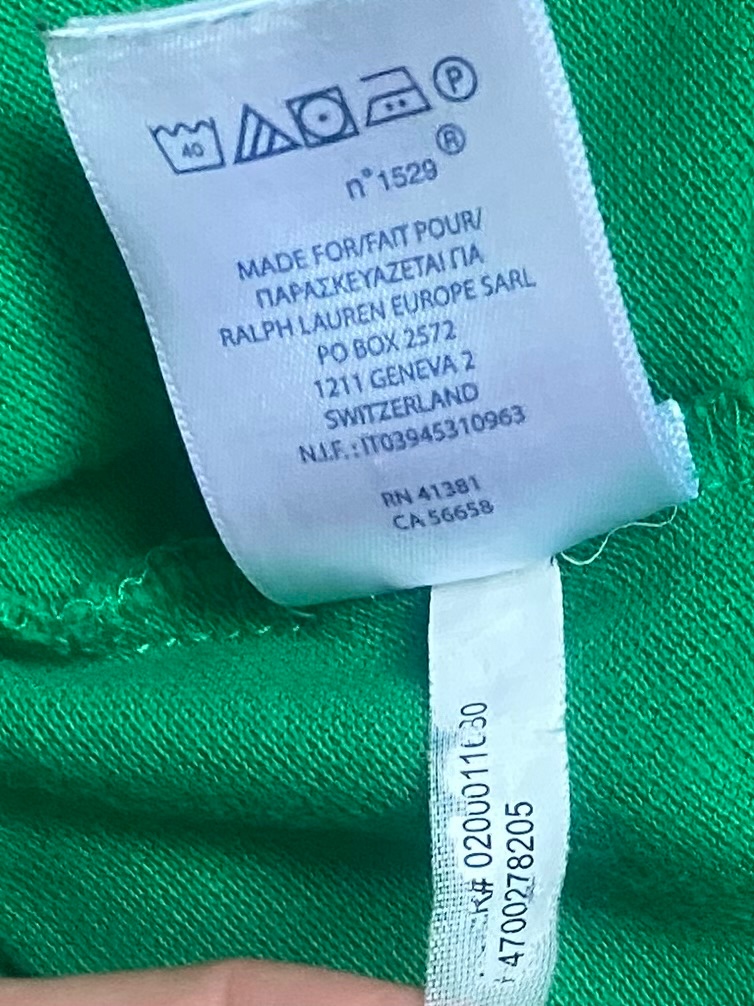 40 P
n°1529®
MADE FOR/FAIT POUR/
ΠΑΡΑΣΚΕΥΑΖΕΤΑΙ ΓΙΑ
RALPH LAUREN EUROPE SARL
PO BOX 2572
1211 GENEVA 2
SWITZERLAND
N.I.F.: IT03945310963
RN 41381
CA 56658
4700278205